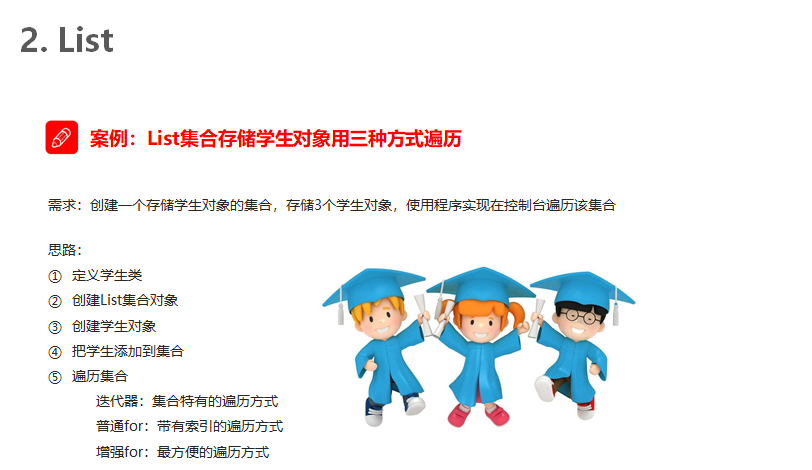 2. List
案例：List集合存储学生对象用三种方式遍历
需求：创建一个存储学生对象的集合，存储3个学生对象，使用程序实现在控制台遍历该集合
思路：
① 定义学生类
② 创建List集合对象
③ 创建学生对象
④ 把学生添加到集合
⑤ 遍历集合
迭代器：集合特有的遍历方式
普通for：带有索引的遍历方式
增强for：最方便的遍历方式